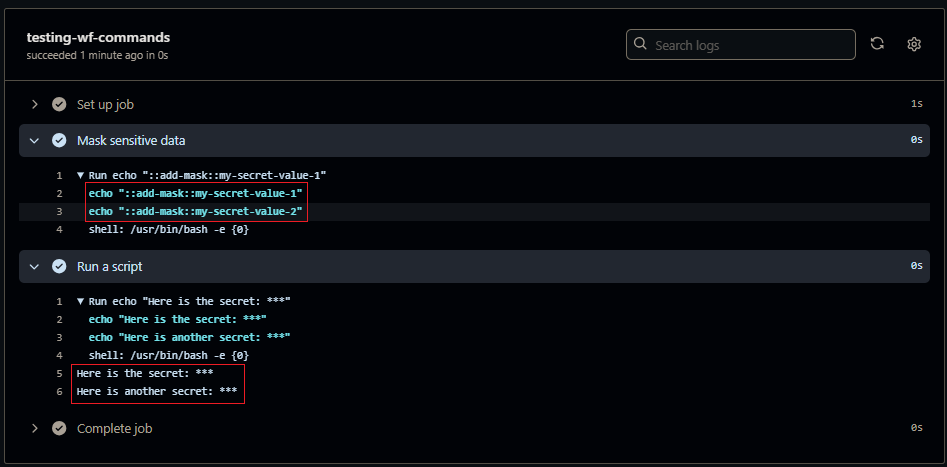 testing-wf-commands
succeeded 1 minute ago in 0s
Search logs
Set up job 1s
Mask sensitive data 0s
1 ▼ Run echo "::add-mask::my-secret-value-1"
2 echo "::add-mask::my-secret-value-1"
3 echo "::add-mask::my-secret-value-2"
4 shell: /usr/bin/bash -e {0}
Run a script 0s
1 ▼ Run echo "Here is the secret: ***"
2 echo "Here is the secret: ***"
3 echo "Here is another secret: ***"
4 shell: /usr/bin/bash -e {0}
5 Here is the secret: ***
6 Here is another secret: ***
Complete job 0s